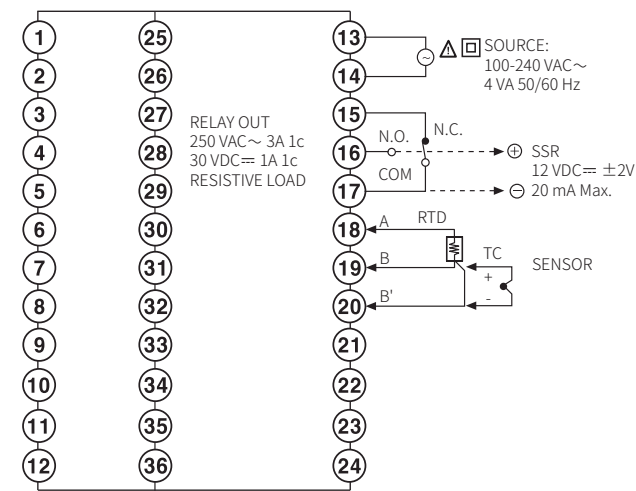 1
2
3
4
5
6
7
8
9
10
11
12
25
26
27
28
29
30
31
32
33
34
35
36
RELAY OUT
250 VAC～ 3A 1c
30 VDC⎓ 1A 1c
RESISTIVE LOAD
13
14
15
16
17
18
19
20
21
22
23
24
SOURCE:
100-240 VAC～
4 VA 50/60 Hz
N.O.
N.C.
COM
⊕ SSR
12 VDC⎓ ±2V
⊖ 20 mA Max.
A
RTD
B
B'
TC
+
-
SENSOR